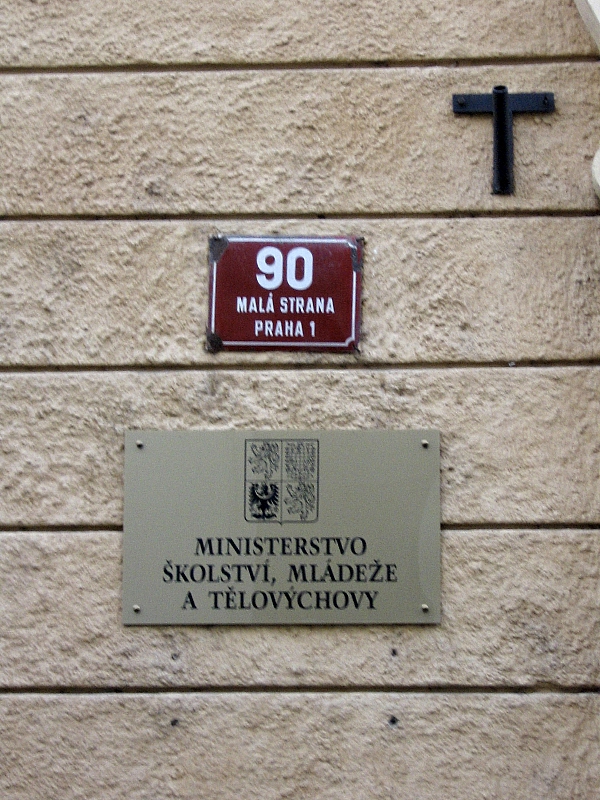 90
MALÁ STRANA
PRAHA 1
MINISTERSTVO
ŠKOLSTVÍ, MLÁDEŽE
A TĚLOVÝCHOVY